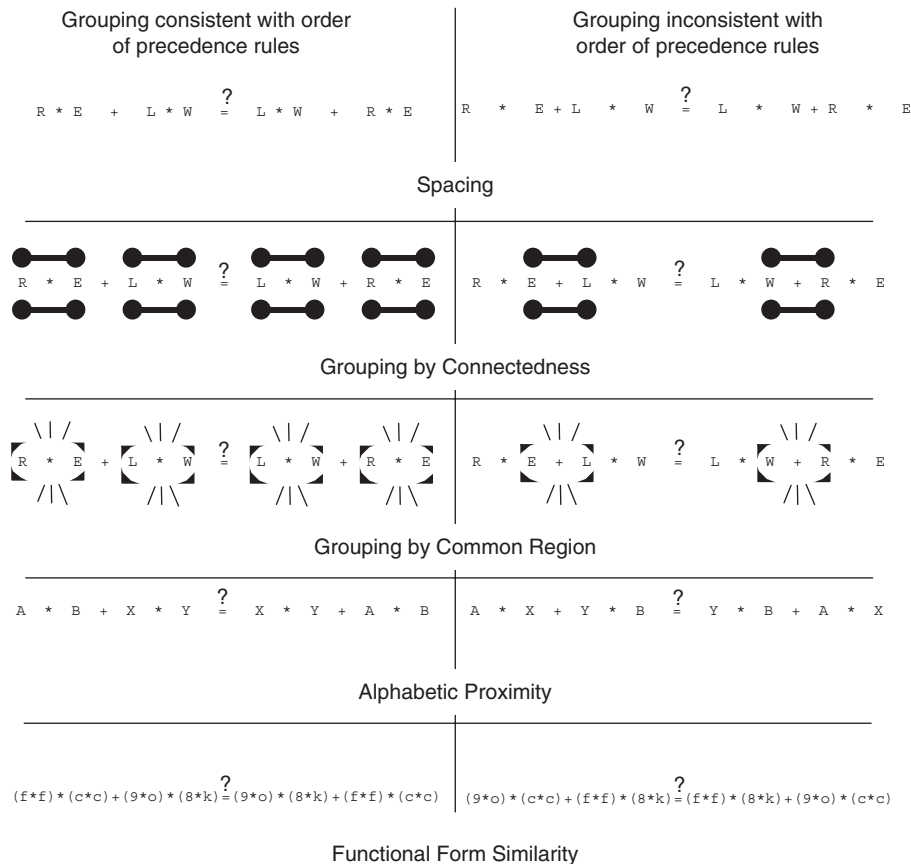 Grouping consistent with order
of precedence rules
Grouping inconsistent with
order of precedence rules
?
R * E + L * W = L * W + R * E
?
R * E + L * W = L * W + R * E
Spacing
?
R * E + L * W = L * W + R * E
?
R * E + L * W = L * W + R * E
Grouping by Connectedness
?
R * E + L * W = L * W + R * E
?
R * E + L * W = L * W + R * E
Grouping by Common Region
?
A * B + X * Y = X * Y + A * B
?
A * X + Y * B = Y * B + A * X
Alphabetic Proximity
?
(f*f)*(c*c)+(9*o)*(8*k)=(9*o)*(8*k)+(f*f)*(c*c)
?
(9*o)*(c*c)+(f*f)*(8*k)=(f*f)*(8*k)+(9*o)*(c*c)
Functional Form Similarity